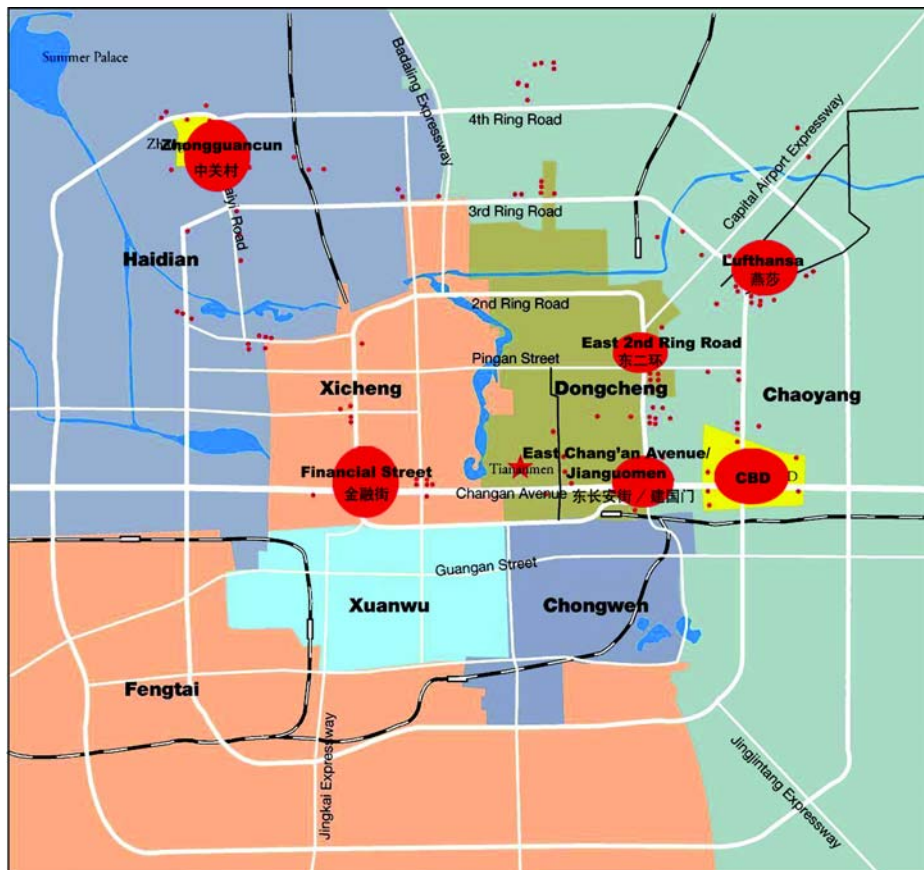 Summer Palace
Badaling Expressway
4th Ring Road
Capital Airport Expressway
Zhongguancun
中关村
3rd Ring Road
Haidian
Lufthansa
燕莎
2nd Ring Road
East 2nd Ring Road
东二环
Pingan Street
Xicheng
Dongcheng
Chaoyang
East Chang'an Avenue/
Jianguomen
东长安街 / 建国门
Financial Street
金融街
Tiananmen
CBD
D
Changan Avenue
Guangan Street
Xuanwu
Chongwen
Fengtai
Jingkai Expressway
Jingjintang Expressway